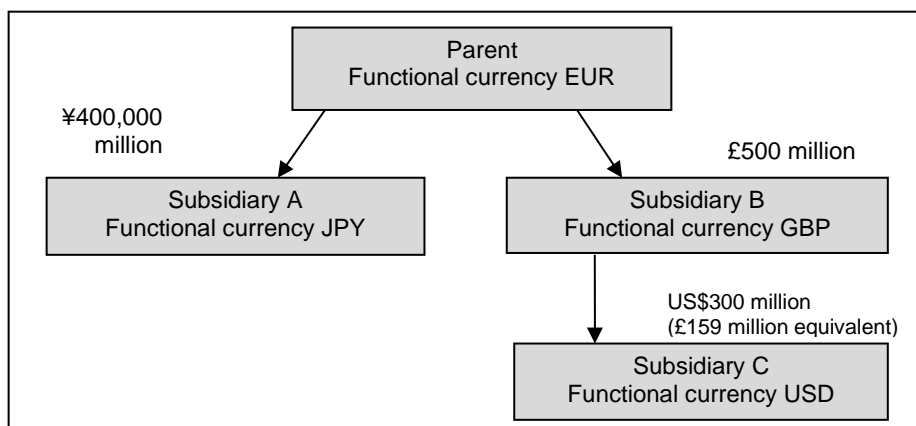 Parent
Functional currency EUR
¥400,000
million
£500 million
Subsidiary A
Functional currency JPY
Subsidiary B
Functional currency GBP
US$300 million
(£159 million equivalent)
Subsidiary C
Functional currency USD